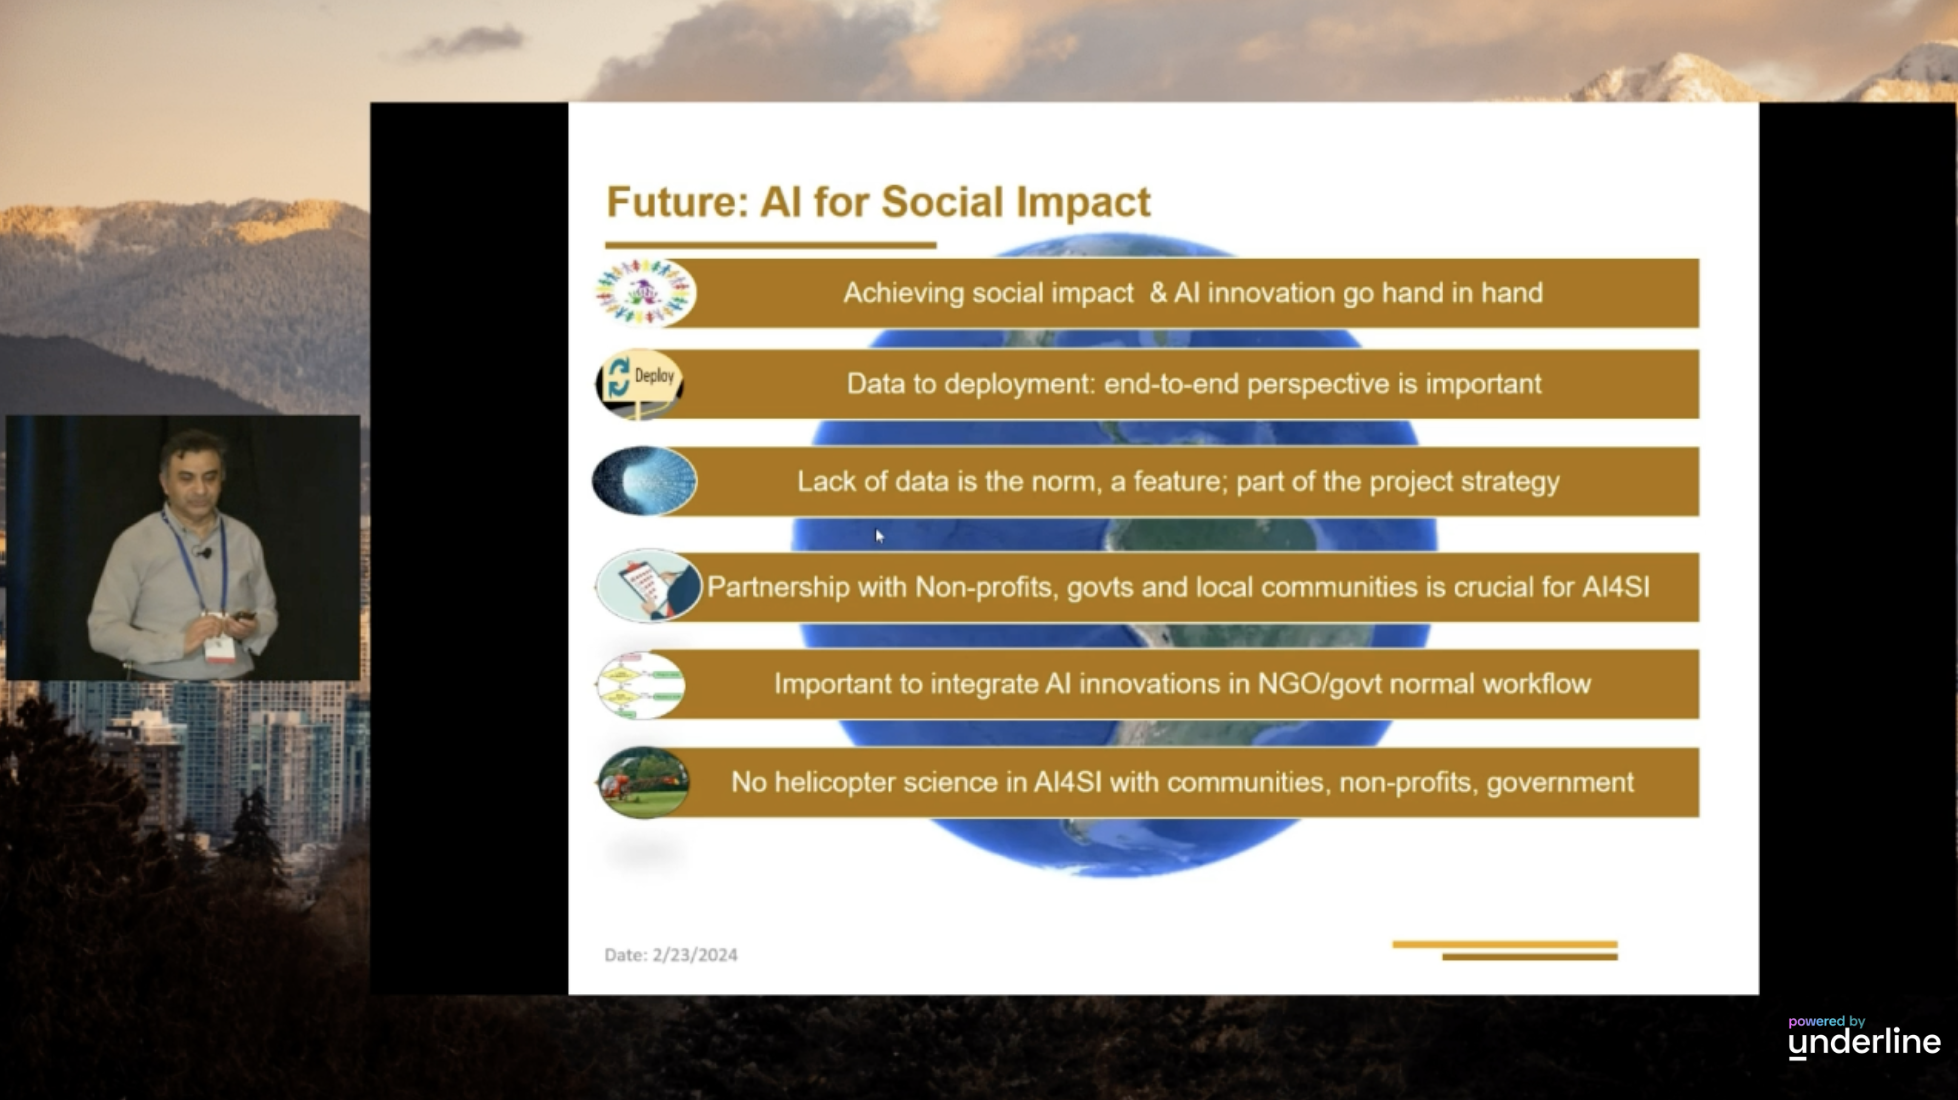 Future: AI for Social Impact
Achieving social impact & AI innovation go hand in hand
Deploy
Data to deployment: end-to-end perspective is important
Lack of data is the norm, a feature; part of the project strategy
Partnership with Non-profits, govts and local communities is crucial for AI4SI
Important to integrate AI innovations in NGO/govt normal workflow
No helicopter science in AI4SI with communities, non-profits, government
Date: 2/23/2024
powered by
underline